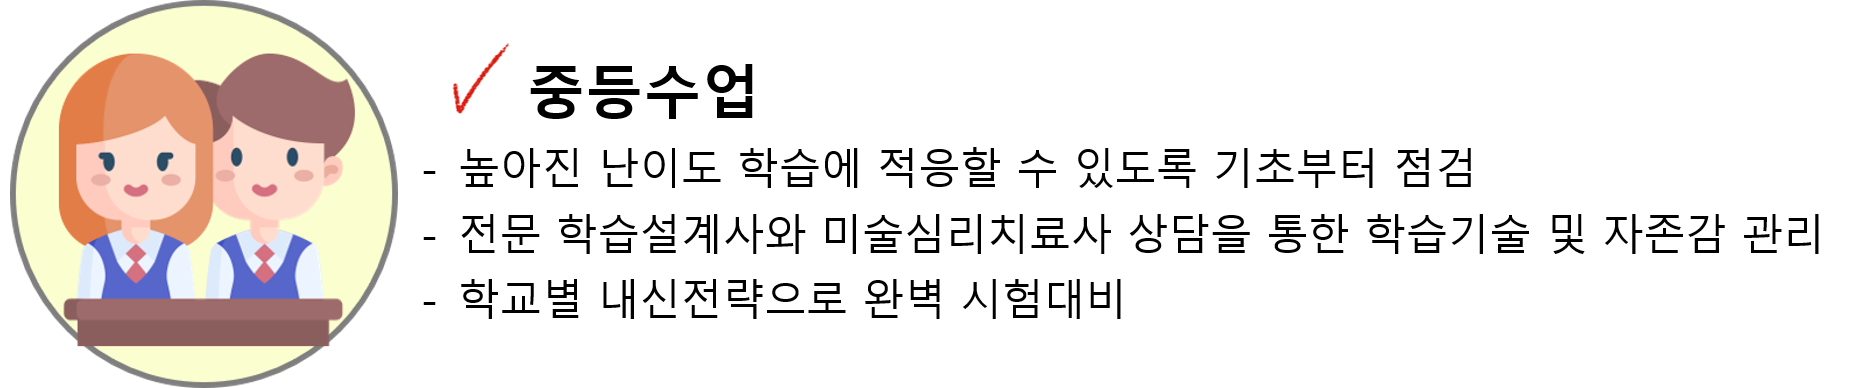 중등수업
- 높아진 난이도 학습에 적응할 수 있도록 기초부터 점검
- 전문 학습설계사와 미술심리치료사 상담을 통한 학습기술 및 자존감 관리
- 학교별 내신전략으로 완벽 시험대비